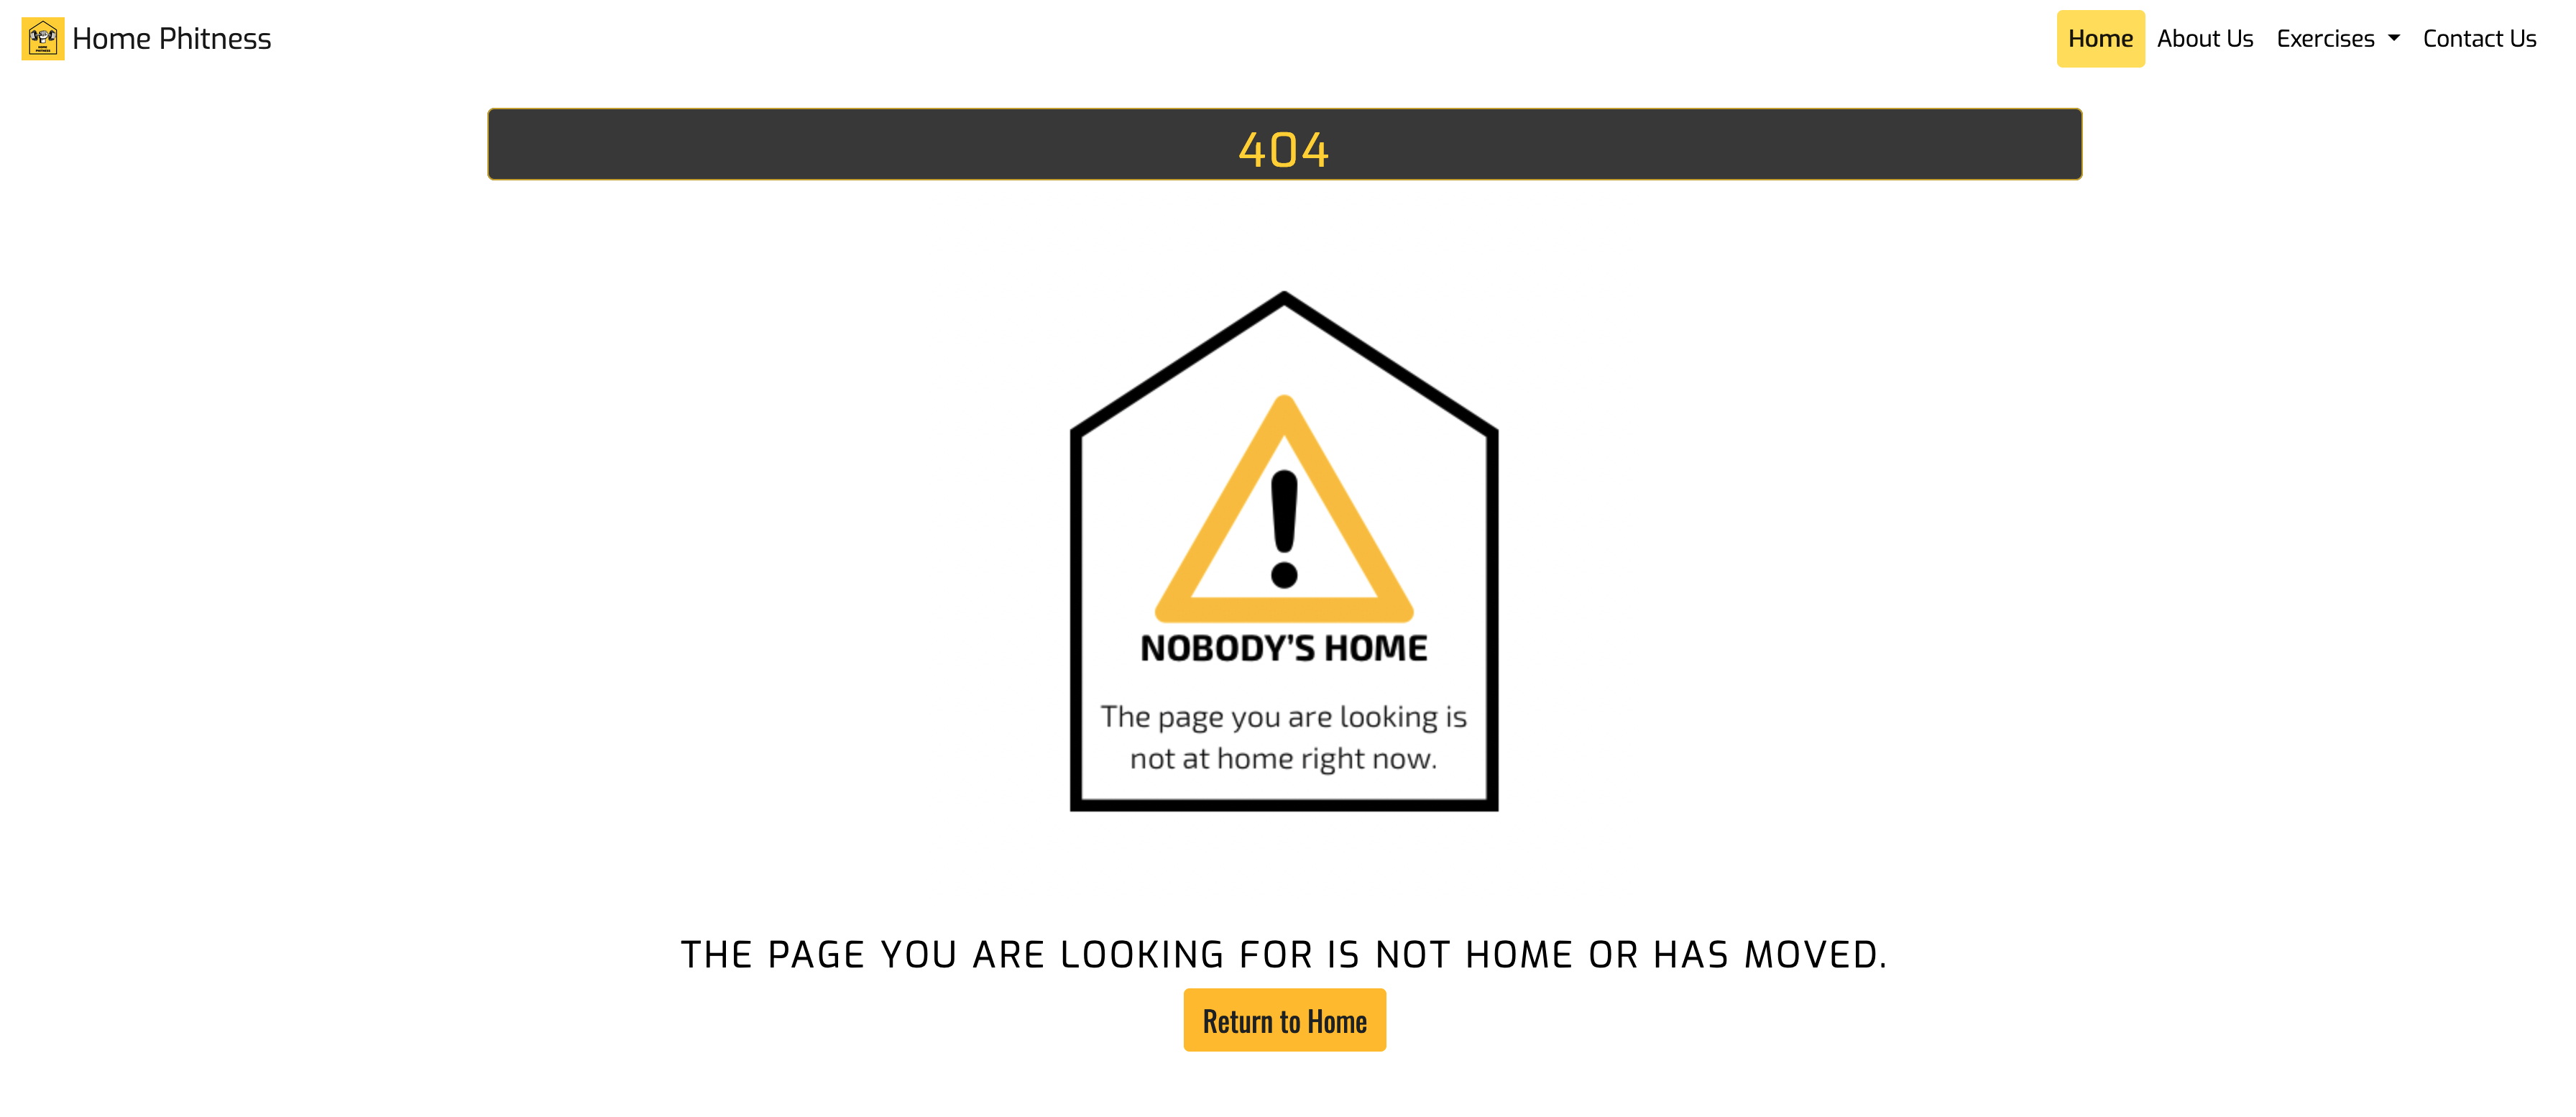 Home Phitness
Home About Us Exercises Contact Us
404
NOBODY'S HOME
The page you are looking is
not at home right now.
THE PAGE YOU ARE LOOKING FOR IS NOT HOME OR HAS MOVED.
Return to Home